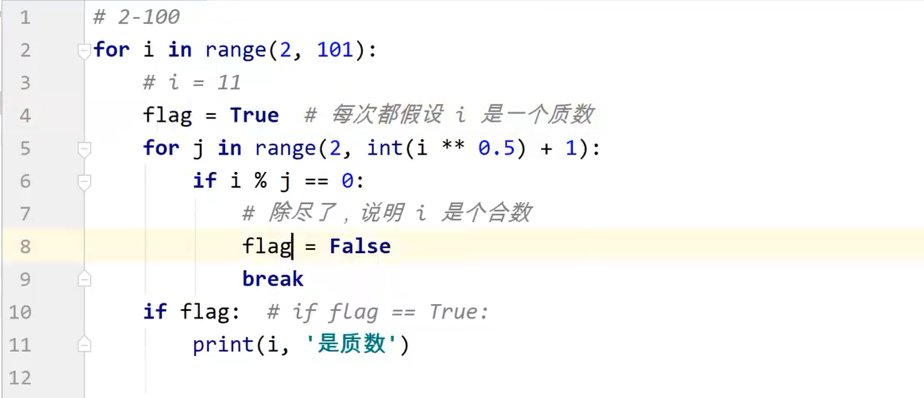 1 # 2-100
2 for i in range(2, 101):
3     # i = 11
4     flag = True  # 每次都假设 i 是一个质数
5     for j in range(2, int(i ** 0.5) + 1):
6         if i % j == 0:
7             # 除尽了，说明 i 是个合数
8             flag = False
9             break
10     if flag:  # if flag == True:
11         print(i, '是质数')
12